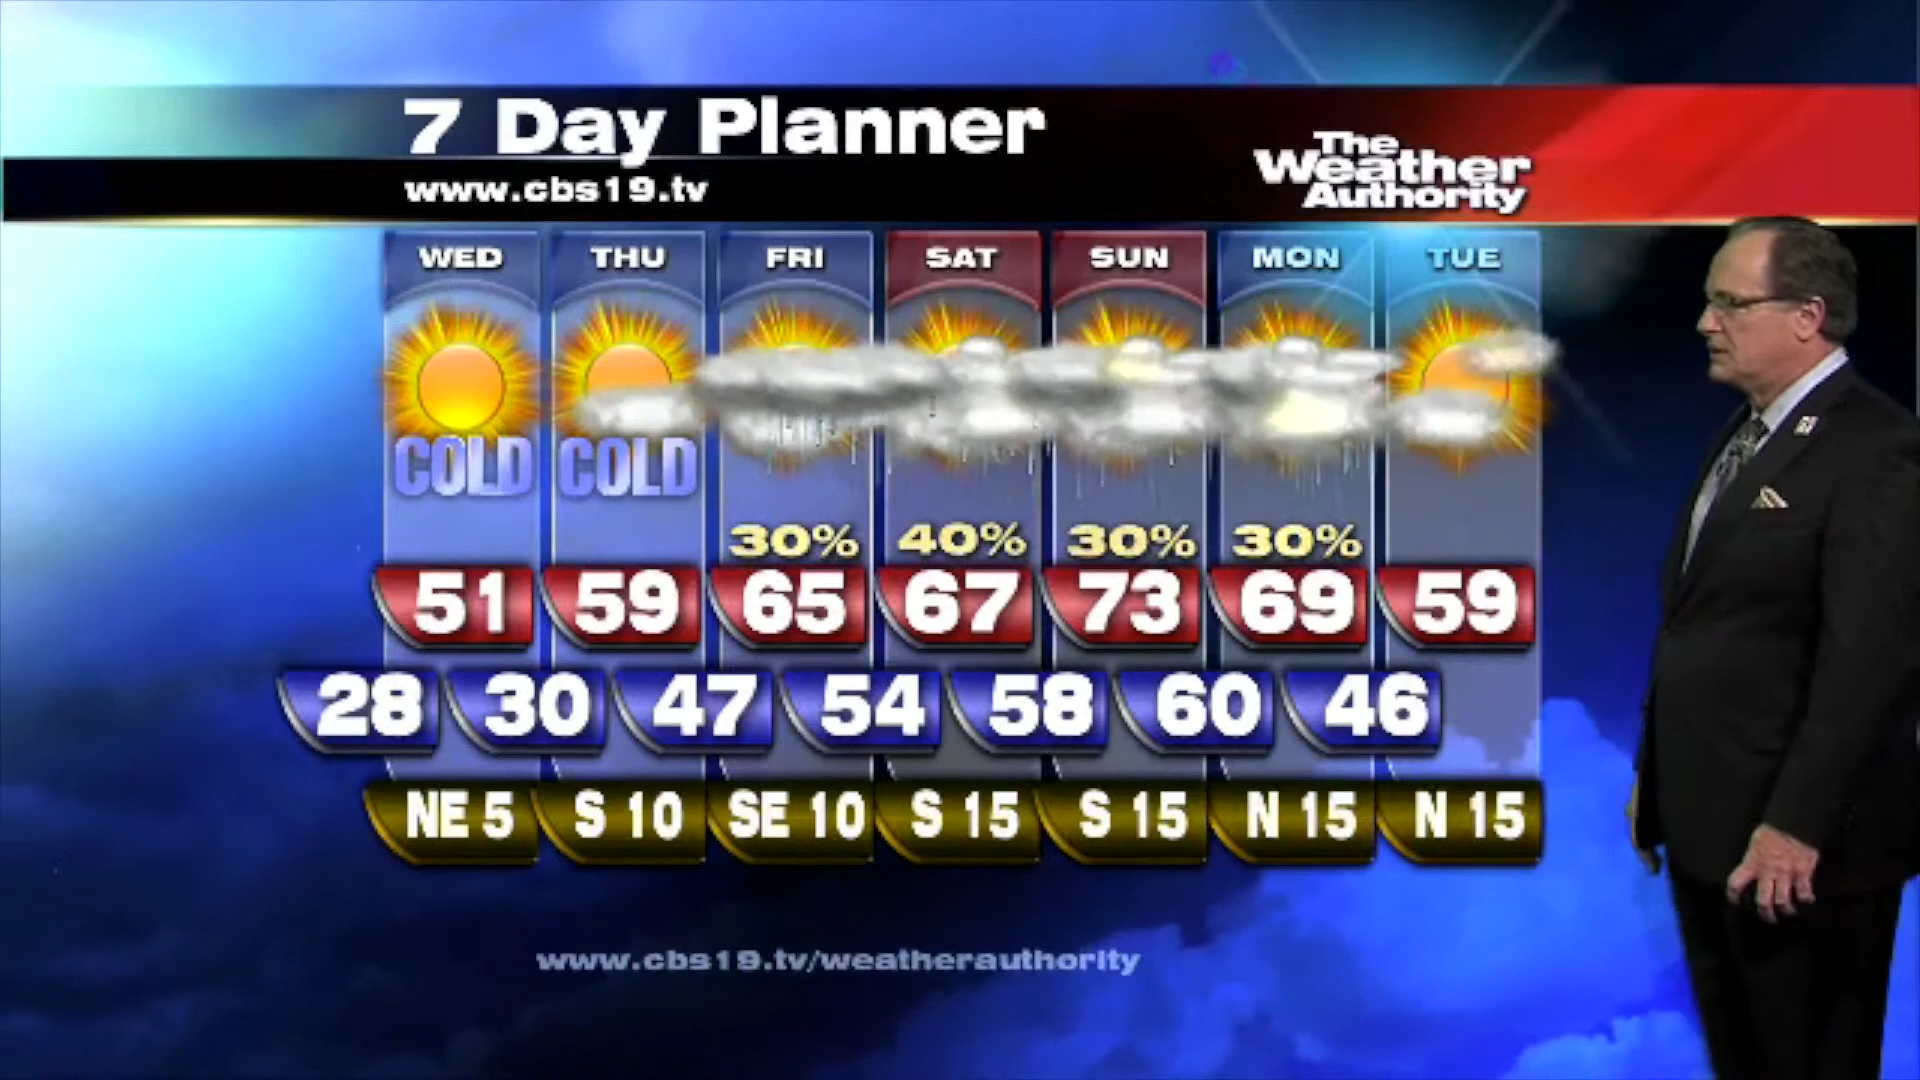 7 Day Planner
www.cbs19.tv
The
Weather
Authority
WED THU FRI SAT SUN MON TUE
COLD COLD
30% 40% 30% 30%
51 59 65 67 73 69 59
28 30 47 54 58 60 46
NE 5 S 10 SE 10 S 15 S 15 N 15 N 15
www.cbs19.tv/weatherauthority